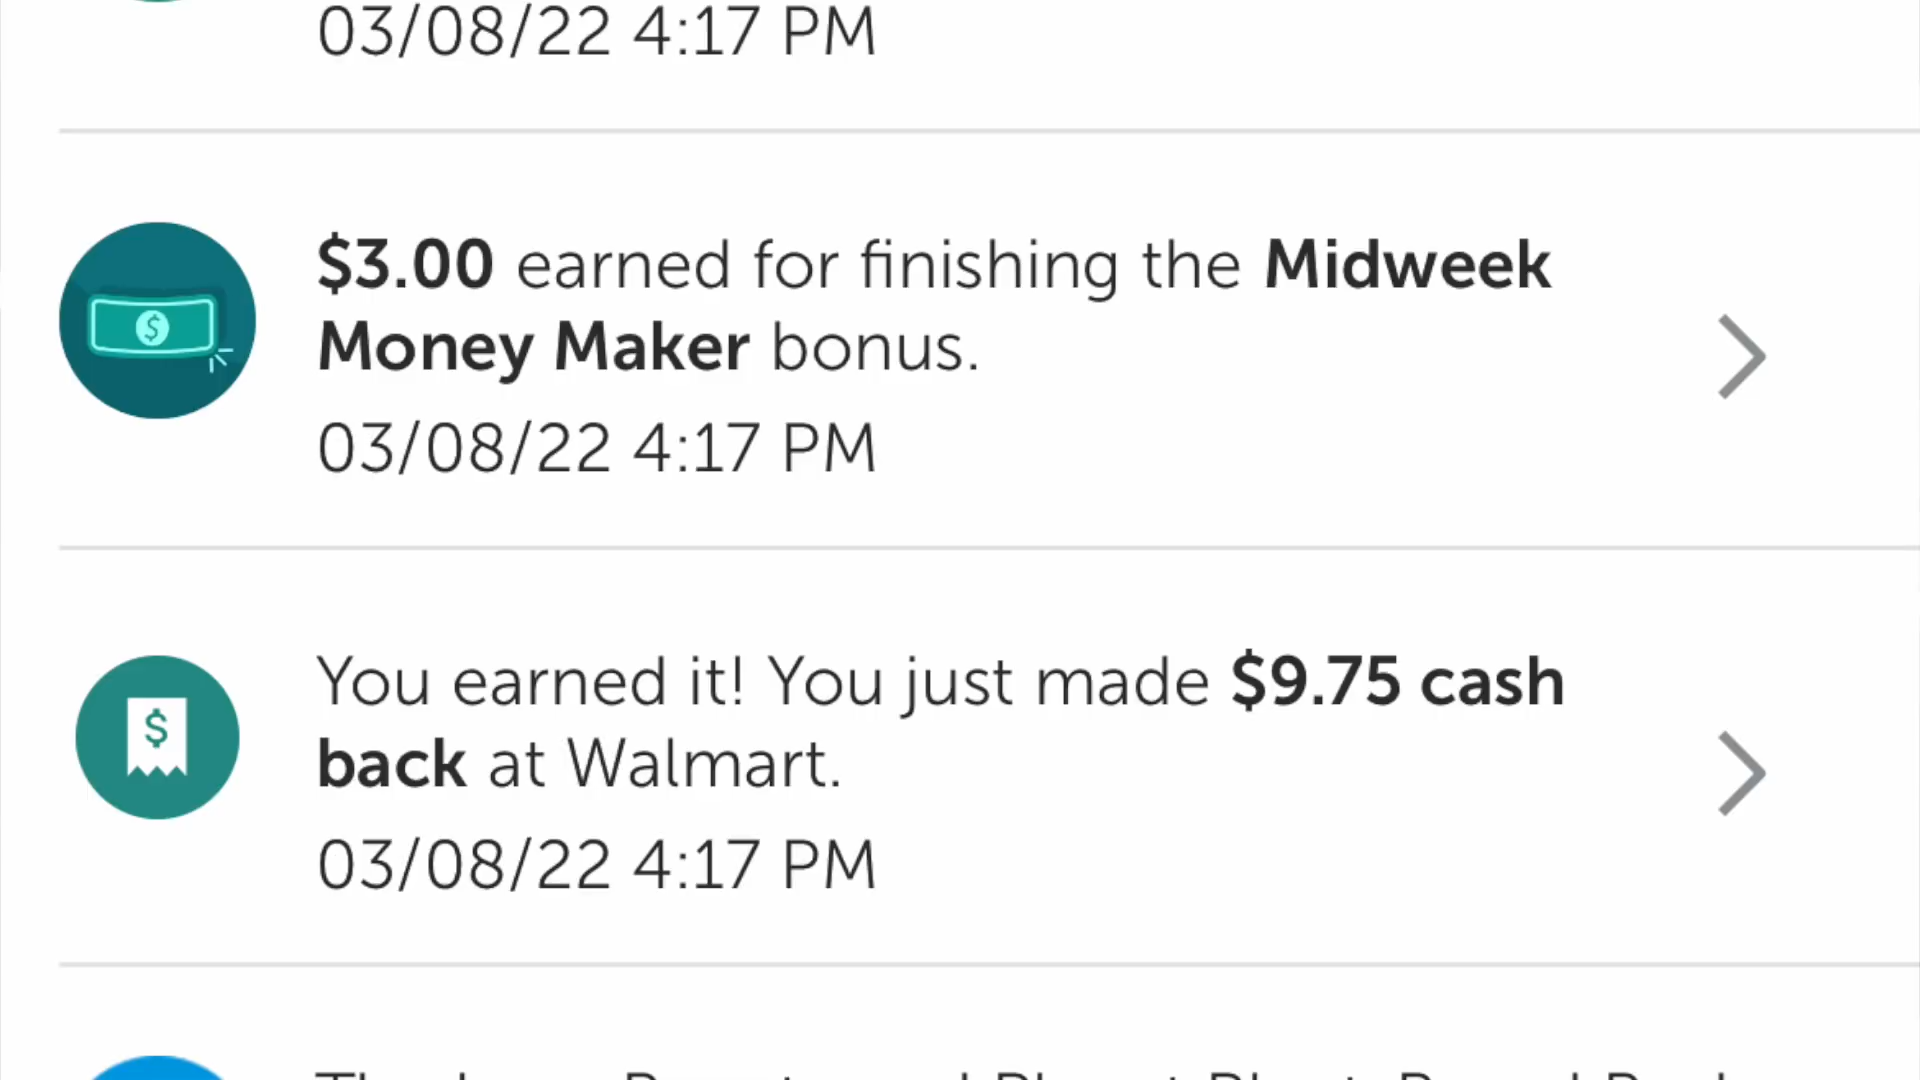 03/08/22 4:17 PM
$3.00 earned for finishing the Midweek
Money Maker bonus.
03/08/22 4:17 PM
$
You earned it! You just made $9.75 cash
back at Walmart.
03/08/22 4:17 PM
$